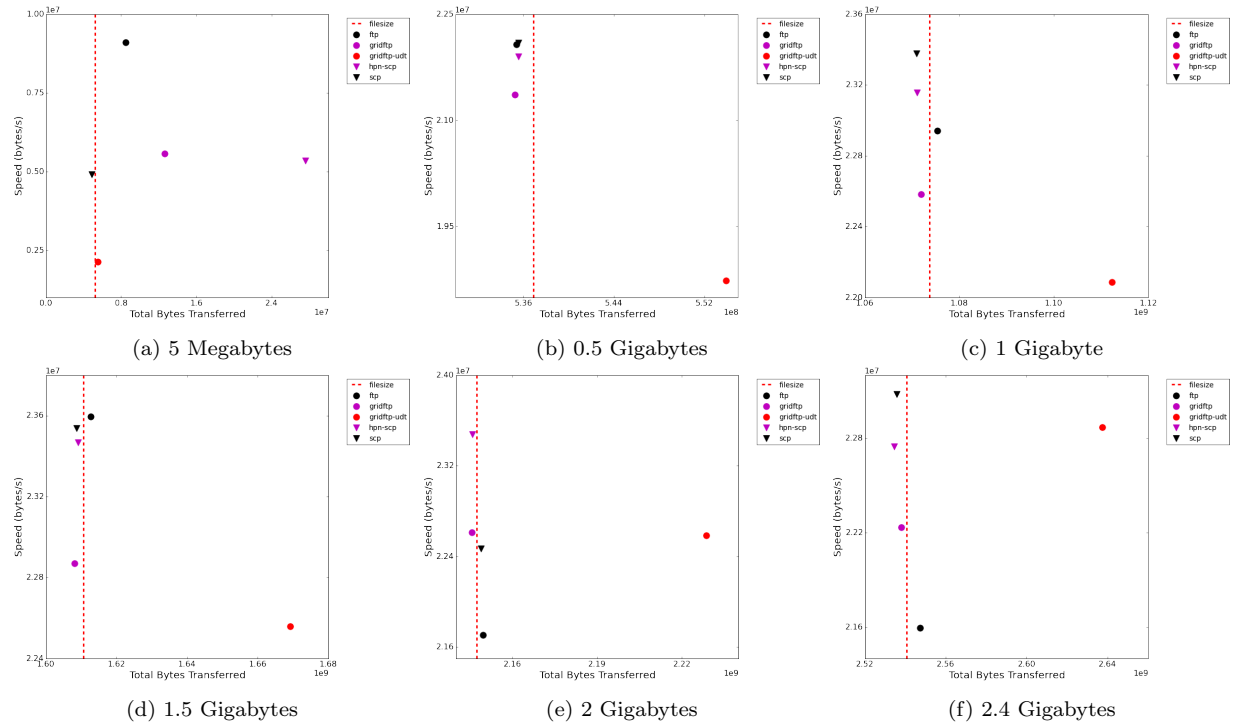 1e7
1.00
0.75
0.50
0.25
Speed (bytes/s)
0.0
0.8
1.6
2.4
1e7
Total Bytes Transferred
filesize
ftp
gridftp
gridftp-udt
hpn-scp
scp
(a) 5 Megabytes
1e7
2.25
2.10
1.95
Speed (bytes/s)
5.36
5.44
5.52
1e8
Total Bytes Transferred
filesize
ftp
gridftp
gridftp-udt
hpn-scp
scp
(b) 0.5 Gigabytes
1e7
2.36
2.32
2.28
2.24
2.20
Speed (bytes/s)
1.06
1.08
1.10
1.12
1e9
Total Bytes Transferred
filesize
ftp
gridftp
gridftp-udt
hpn-scp
scp
(c) 1 Gigabyte
1e7
2.36
2.32
2.28
2.24
Speed (bytes/s)
1.60
1.62
1.64
1.66
1.68
1e9
Total Bytes Transferred
filesize
ftp
gridftp
gridftp-udt
hpn-scp
scp
(d) 1.5 Gigabytes
1e7
2.40
2.32
2.24
2.16
Speed (bytes/s)
2.16
2.19
2.22
1e9
Total Bytes Transferred
filesize
ftp
gridftp
gridftp-udt
hpn-scp
scp
(e) 2 Gigabytes
1e7
2.28
2.22
2.16
Speed (bytes/s)
2.52
2.56
2.60
2.64
1e9
Total Bytes Transferred
filesize
ftp
gridftp
gridftp-udt
hpn-scp
scp
(f) 2.4 Gigabytes